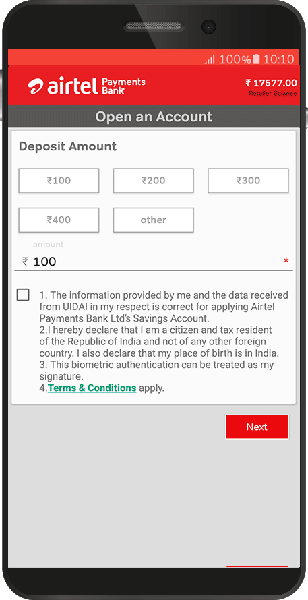 100% 10:10
airtel Payments
Bank
₹ 17577.00
Retailer Balance
Open an Account
Deposit Amount
₹100 ₹200 ₹300
₹400 other
amount
₹ 100 *
1. The information provided by me and the data received
from UIDAI in my respect is correct for applying Airtel
Payments Bank Ltd's Savings Account.
2.I hereby declare that I am a citizen and tax resident
of the Republic of India and not of any other foreign
country. I also declare that my place of birth is in India.
3. This biometric authentication can be treated as my
signature.
4.Terms & Conditions apply.
Next